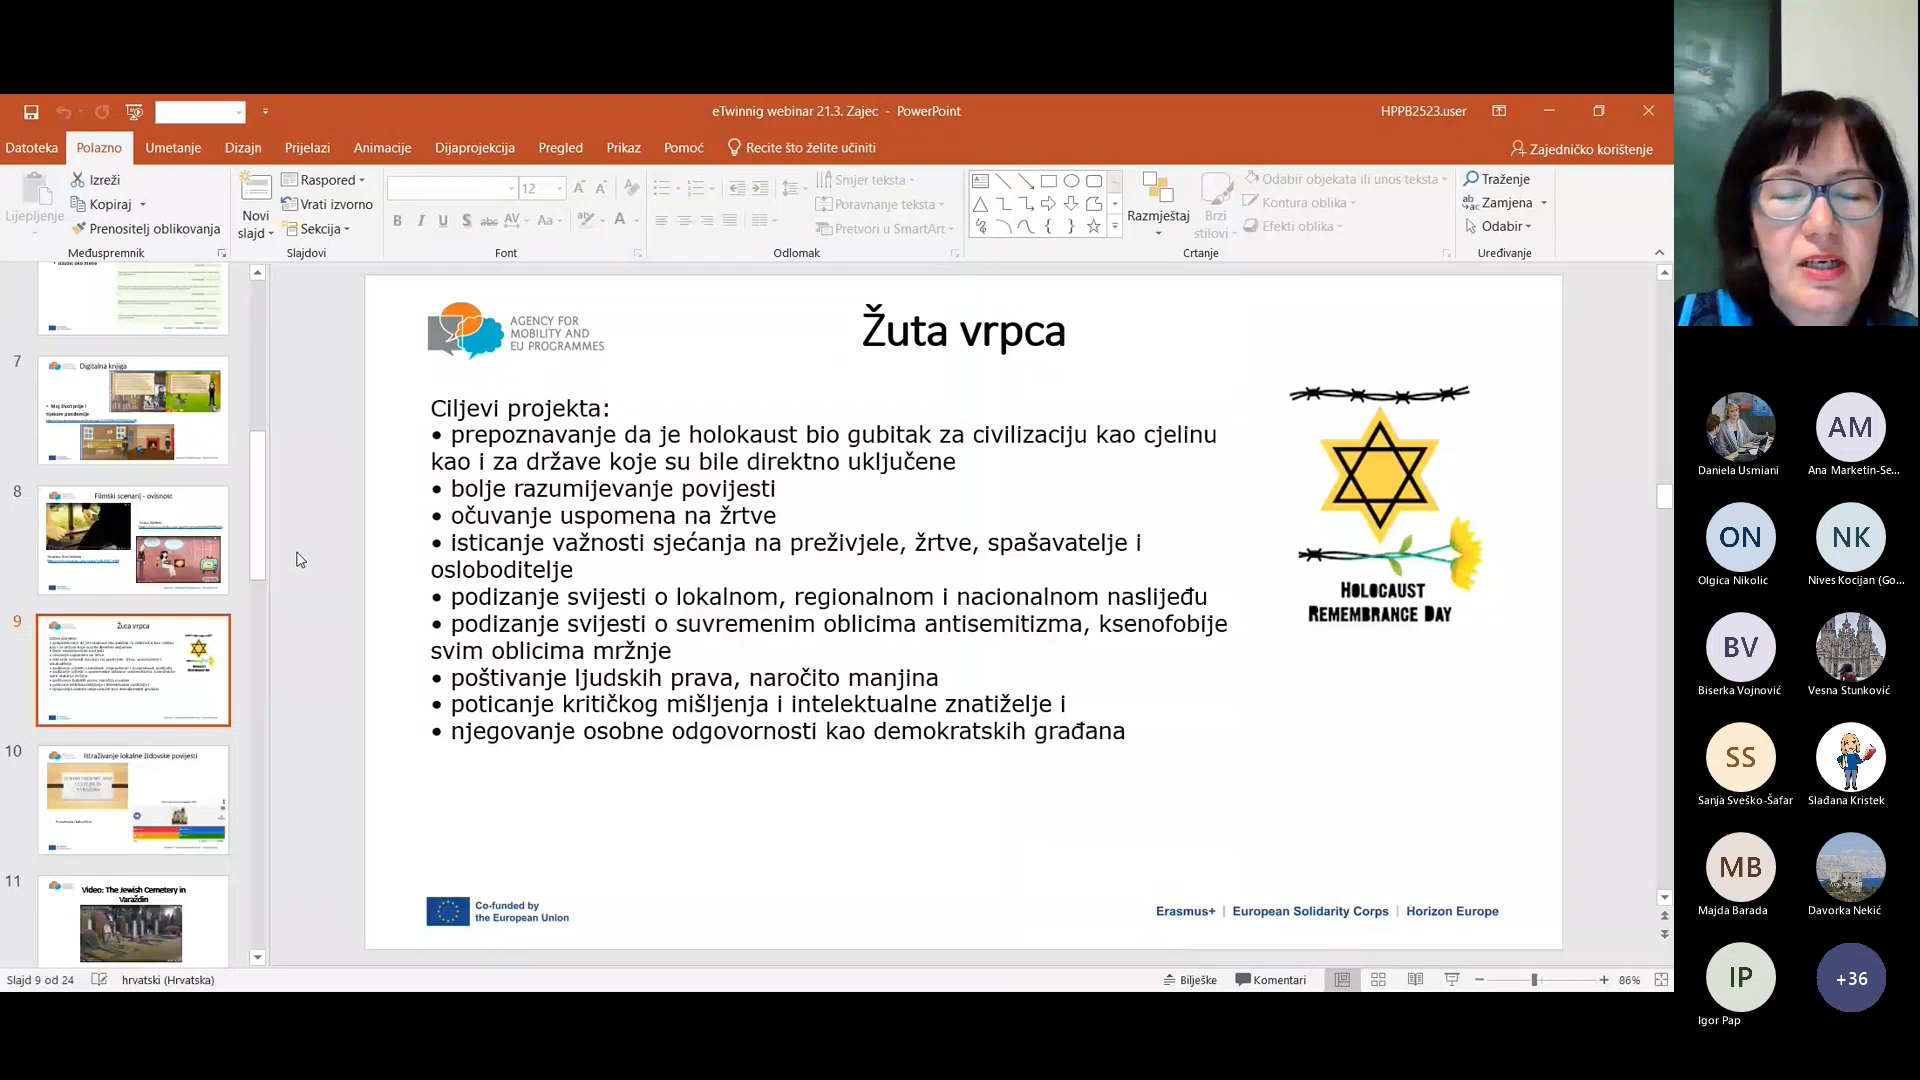 eTwinnig webinar 21.3. Zajec - PowerPoint
HPPB2523.user
Datoteka Polazno Umetanje Dizajn Prijelazi Animacije Dijaprojekcija Pregled Prikaz Pomoć Recite što želite učiniti Zajedničko korištenje
Lijepljenje
Izreži
Kopiraj
Prenositelj oblikovanja
Međuspremnik
Novi slajd
Raspored
Vrati izvorno
Sekcija
Slajdovi
12
B I U S abc AV Aa A
Font
Smjer teksta
Poravnanje teksta
Pretvori u SmartArt
Odlomak
Razmještaj
Brzi stilovi
Odabir objekata ili unos teksta
Kontura oblika
Efekti oblika
Crtanje
Traženje
Zamjena
Odabir
Uređivanje
7
Digitalna knjiga
• Moj život prije i
tijekom pandemije
8
Filmski scenarij - ovisnost
9
Žuta vrpca
10
Istraživanje lokalne židovske povijesti
11
Video: The Jewish Cemetery in
Varaždin
AGENCY FOR
MOBILITY AND
EU PROGRAMMES
Žuta vrpca
Ciljevi projekta:
• prepoznavanje da je holokaust bio gubitak za civilizaciju kao cjelinu
kao i za države koje su bile direktno uključene
• bolje razumijevanje povijesti
• očuvanje uspomena na žrtve
• isticanje važnosti sjećanja na preživjele, žrtve, spašavatelje i
osloboditelje
• podizanje svijesti o lokalnom, regionalnom i nacionalnom naslijeđu
• podizanje svijesti o suvremenim oblicima antisemitizma, ksenofobije
svim oblicima mržnje
• poštivanje ljudskih prava, naročito manjina
• poticanje kritičkog mišljenja i intelektualne znatiželje i
• njegovanje osobne odgovornosti kao demokratskih građana
HOLOCAUST
REMEMBRANCE DAY
Co-funded by
the European Union
Erasmus+ | European Solidarity Corps | Horizon Europe
Slajd 9 od 24
hrvatski (Hrvatska)
Bilješke
Komentari
86%
Daniela Usmiani
AM
Ana Marketin-Se...
ON
Olgica Nikolic
NK
Nives Kocijan (Go...
BV
Biserka Vojnović
Vesna Stunković
SS
Sanja Sveško-Šafar
Slađana Kristek
MB
Majda Barada
Davorka Nekić
IP
Igor Pap
+36